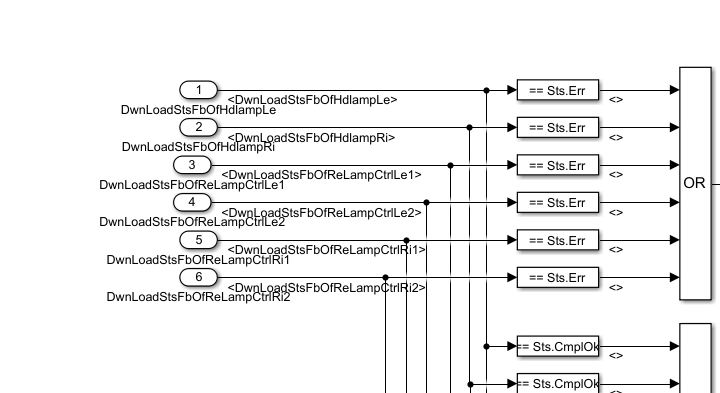 1
<DwnLoadStsFbOfHdlampLe>
== Sts.Err
<>
DwnLoadStsFbOfHdlampLe
2
<DwnLoadStsFbOfHdlampRi>
== Sts.Err
<>
DwnLoadStsFbOfHdlampRi
3
<DwnLoadStsFbOfReLampCtrlLe1>
== Sts.Err
<>
DwnLoadStsFbOfReLampCtrlLe1
OR
4
<DwnLoadStsFbOfReLampCtrlLe2>
== Sts.Err
<>
DwnLoadStsFbOfReLampCtrlLe2
5
<DwnLoadStsFbOfReLampCtrlRi1>
== Sts.Err
<>
DwnLoadStsFbOfReLampCtrlRi1
6
<DwnLoadStsFbOfReLampCtrlRi2>
== Sts.Err
<>
DwnLoadStsFbOfReLampCtrlRi2
== Sts.CmplOk
<>
== Sts.CmplOk
<>